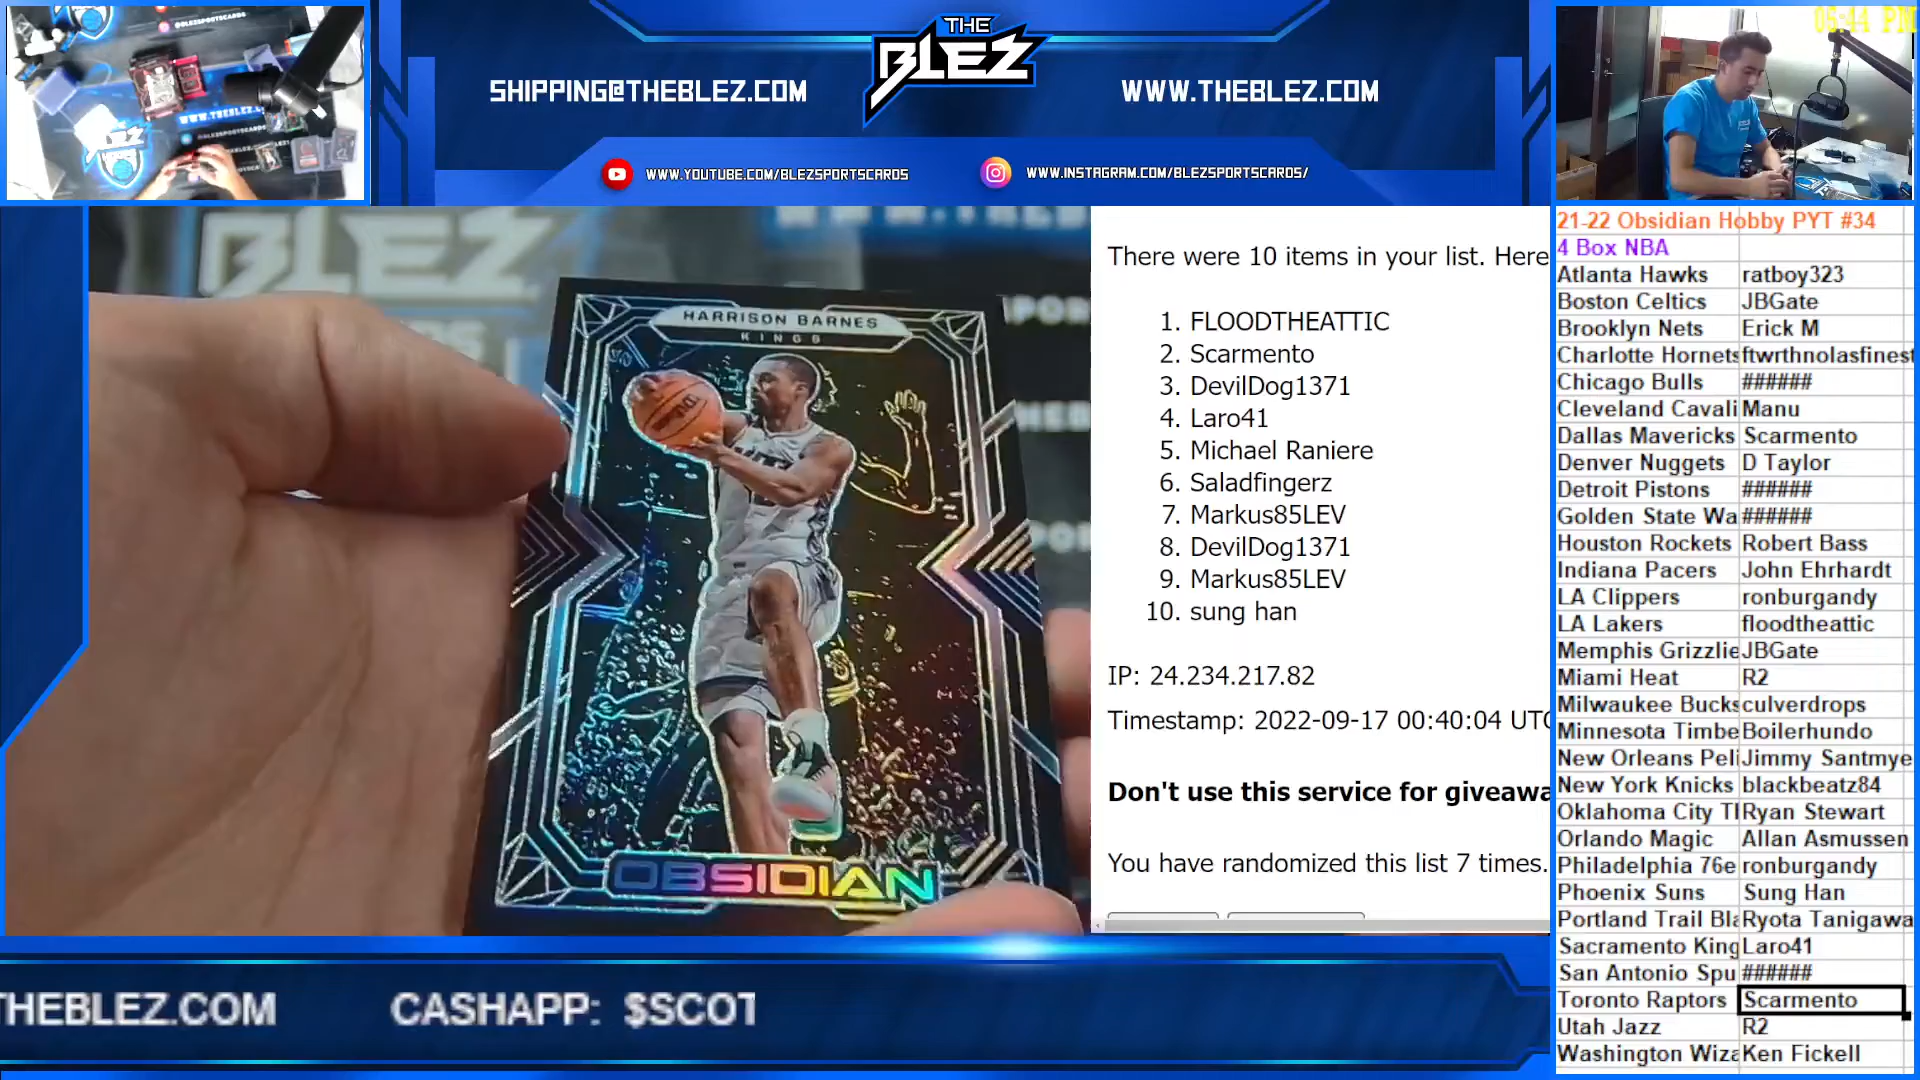 THE
BLEZ
SHIPPING@THEBLEZ.COM
WWW.THEBLEZ.COM
WWW.YOUTUBE.COM/BLEZSPORTSCARDS
WWW.INSTAGRAM.COM/BLEZSPORTSCARDS/
06:44 PM
HARRISON BARNES
KINGS
OBSIDIAN
There were 10 items in your list. Here
1. FLOODTHEATTIC
2. Scarmento
3. DevilDog1371
4. Laro41
5. Michael Raniere
6. Saladfingerz
7. Markus85LEV
8. DevilDog1371
9. Markus85LEV
10. sung han
IP: 24.234.217.82
Timestamp: 2022-09-17 00:40:04 UTC
Don't use this service for giveawa
You have randomized this list 7 times.
21-22 Obsidian Hobby PYT #34
4 Box NBA
Atlanta Hawks ratboy323
Boston Celtics JBGate
Brooklyn Nets Erick M
Charlotte Hornets ftwrthnolasfinest
Chicago Bulls ######
Cleveland Cavali Manu
Dallas Mavericks Scarmento
Denver Nuggets D Taylor
Detroit Pistons ######
Golden State Wa ######
Houston Rockets Robert Bass
Indiana Pacers John Ehrhardt
LA Clippers ronburgandy
LA Lakers floodtheattic
Memphis Grizzlie JBGate
Miami Heat R2
Milwaukee Bucks culverdrops
Minnesota Timbe Boilerhundo
New Orleans Peli Jimmy Santmye
New York Knicks blackbeatz84
Oklahoma City Tl Ryan Stewart
Orlando Magic Allan Asmussen
Philadelphia 76e ronburgandy
Phoenix Suns Sung Han
Portland Trail Bla Ryota Tanigawa
Sacramento King Laro41
San Antonio Spu ######
Toronto Raptors Scarmento
Utah Jazz R2
Washington Wiza Ken Fickell
THEBLEZ.COM CASHAPP: $SCOT